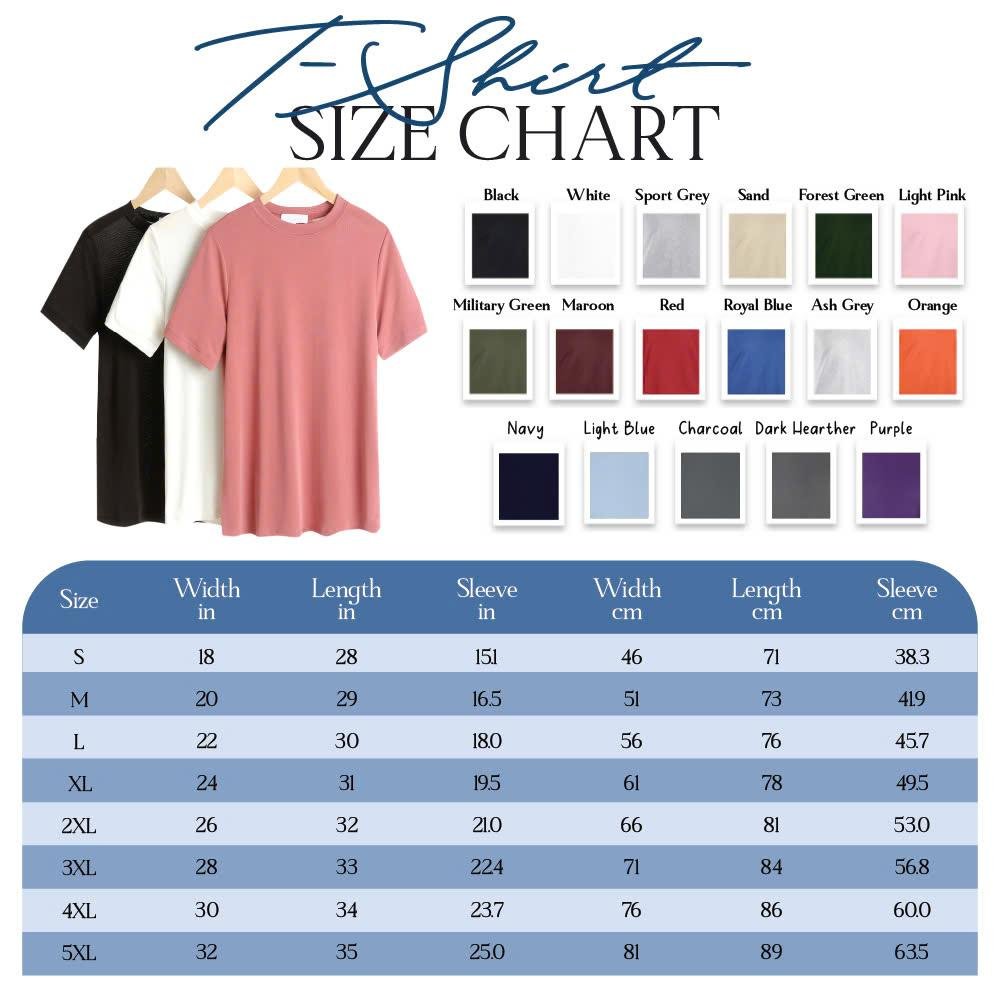 T-Shirt
SIZE CHART
Black White Sport Grey Sand Forest Green Light Pink
Military Green Maroon Red Royal Blue Ash Grey Orange
Navy Light Blue Charcoal Dark Hearther Purple
Size Width in Length in Sleeve in Width cm Length cm Sleeve cm
S 18 28 15.1 46 71 38.3
M 20 29 16.5 51 73 41.9
L 22 30 18.0 56 76 45.7
XL 24 31 19.5 61 78 49.5
2XL 26 32 21.0 66 81 53.0
3XL 28 33 22.4 71 84 56.8
4XL 30 34 23.7 76 86 60.0
5XL 32 35 25.0 81 89 63.5